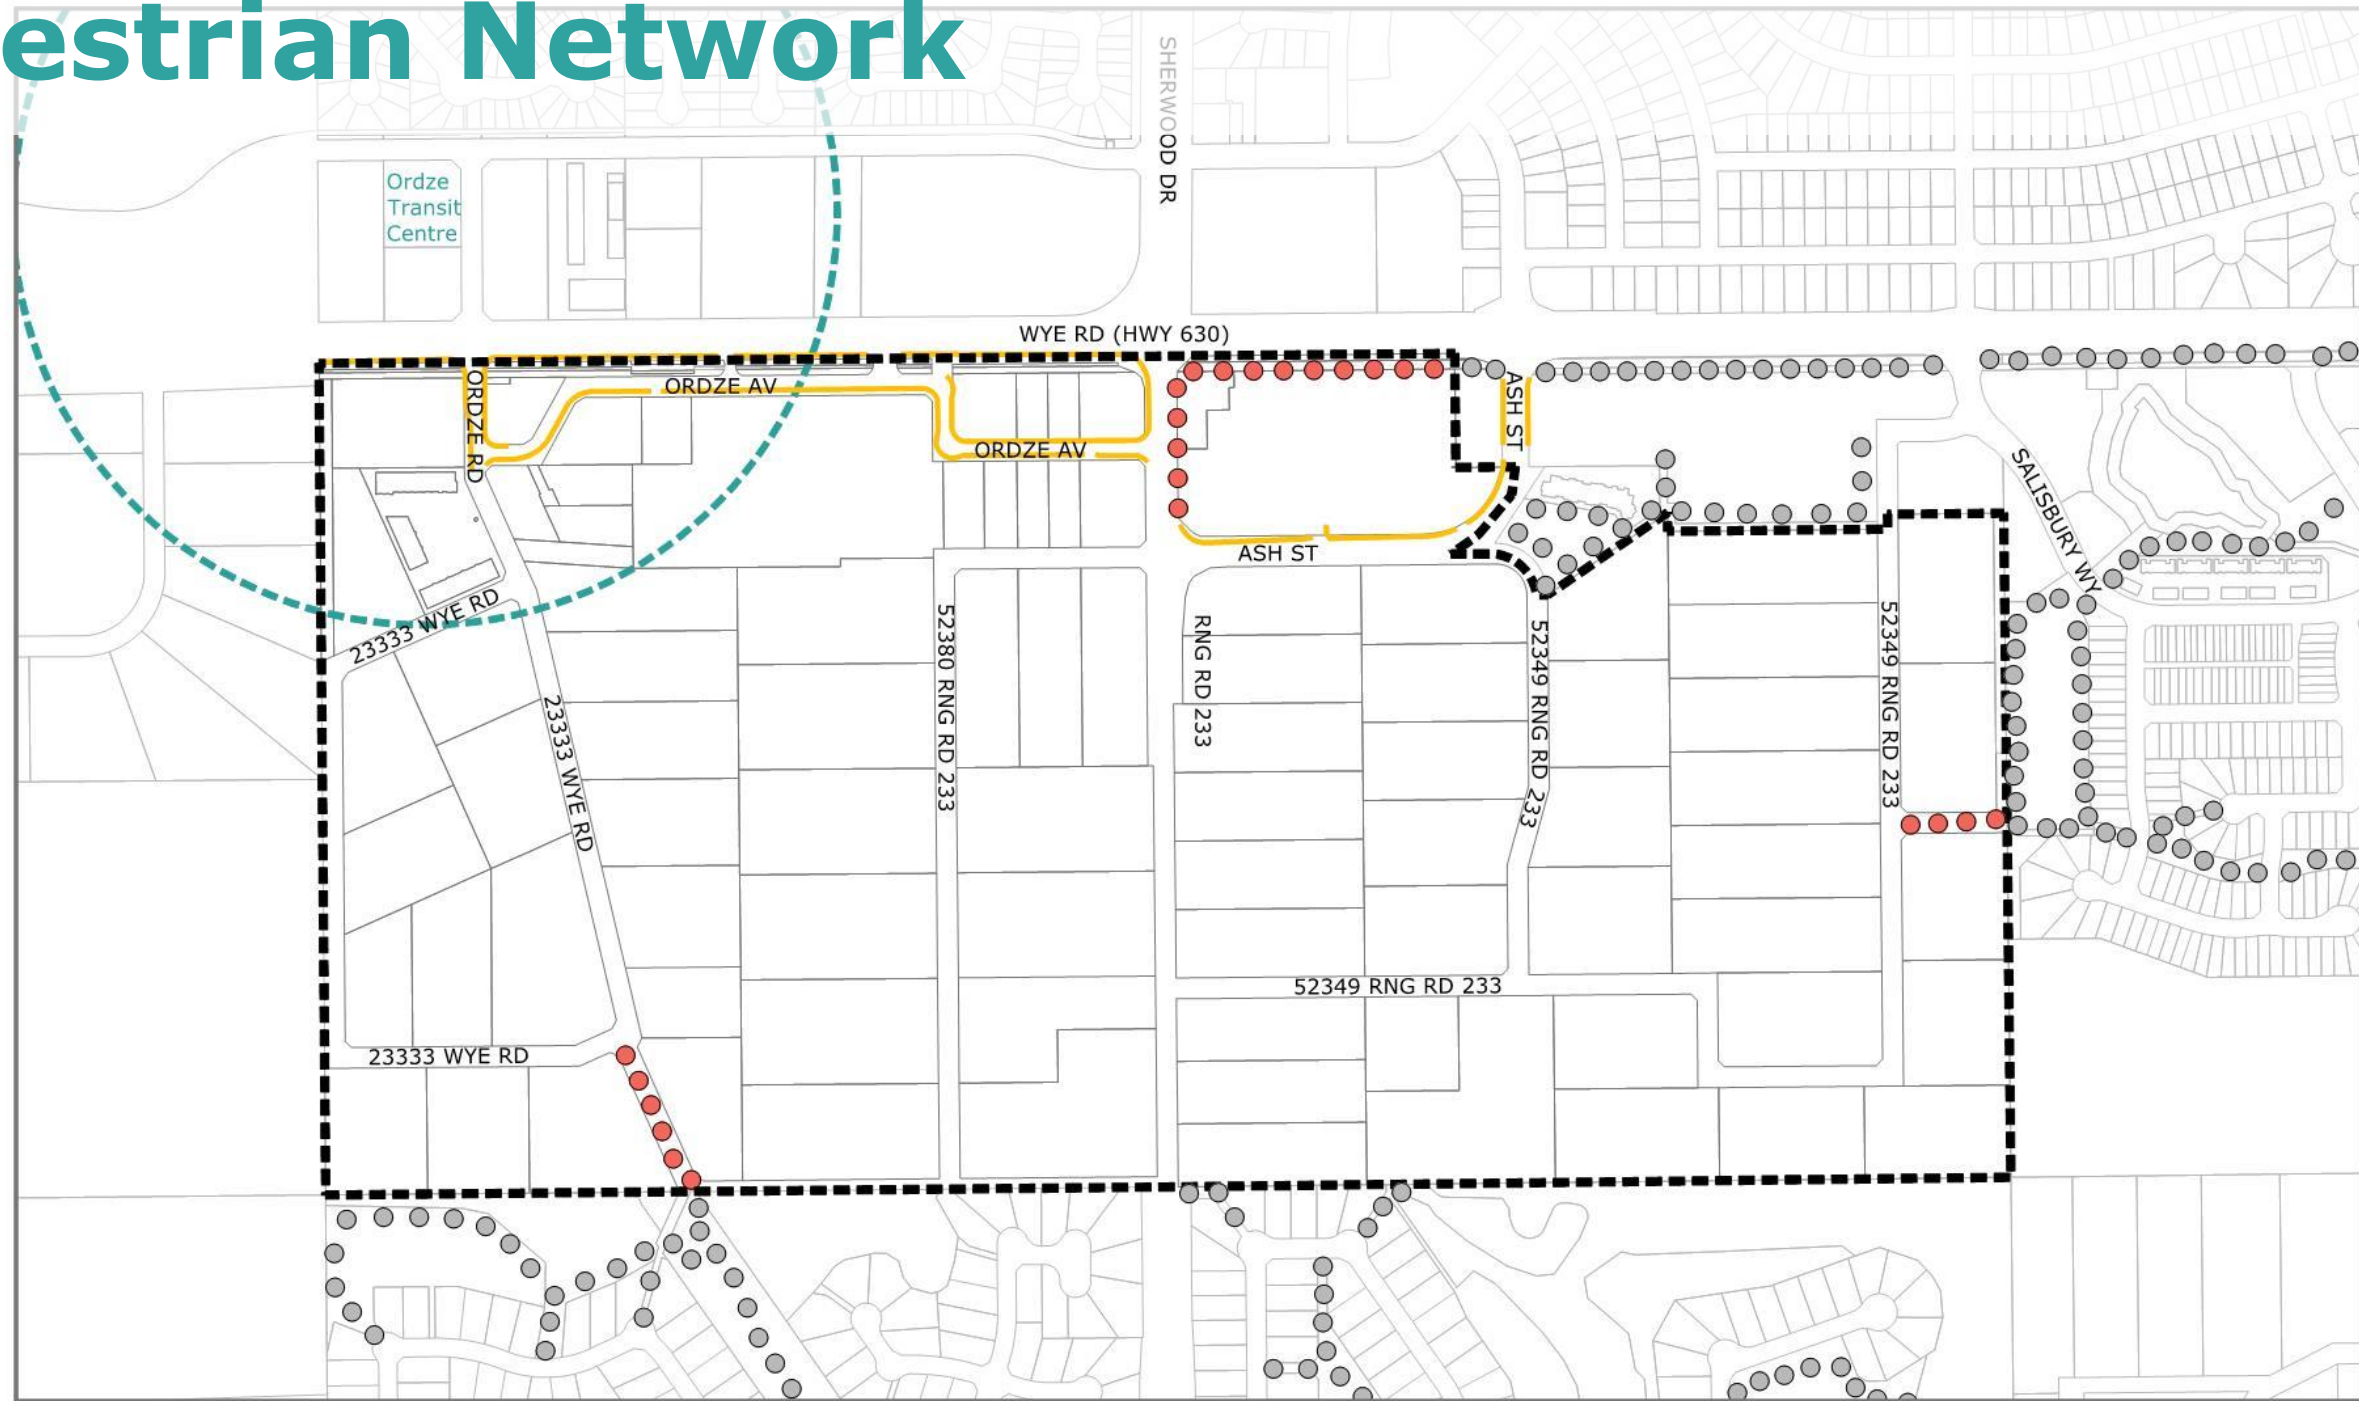 estrian Network
SHERWOOD DR
Ordze
Transit
Centre
WYE RD (HWY 630)
ORDZE RD
ORDZE AV
ORDZE AV
ASH ST
ASH ST
SALISBURY WY
23333 WYE RD
23333 WYE RD
52380 RNG RD 233
RNG RD 233
52349 RNG RD 233
52349 RNG RD 233
52349 RNG RD 233
23333 WYE RD